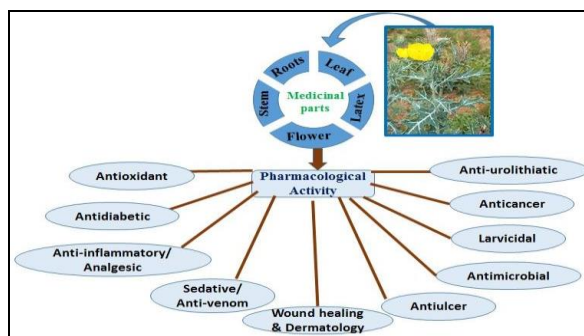 Roots
Leaf
Stem
Medicinal
parts
Latex
Flower
Pharmacological
Activity
Antioxidant
Anti-urolithiatic
Antidiabetic
Anticancer
Anti-inflammatory/
Analgesic
Larvicidal
Sedative/
Anti-venom
Antimicrobial
Wound healing
& Dermatology
Antiulcer